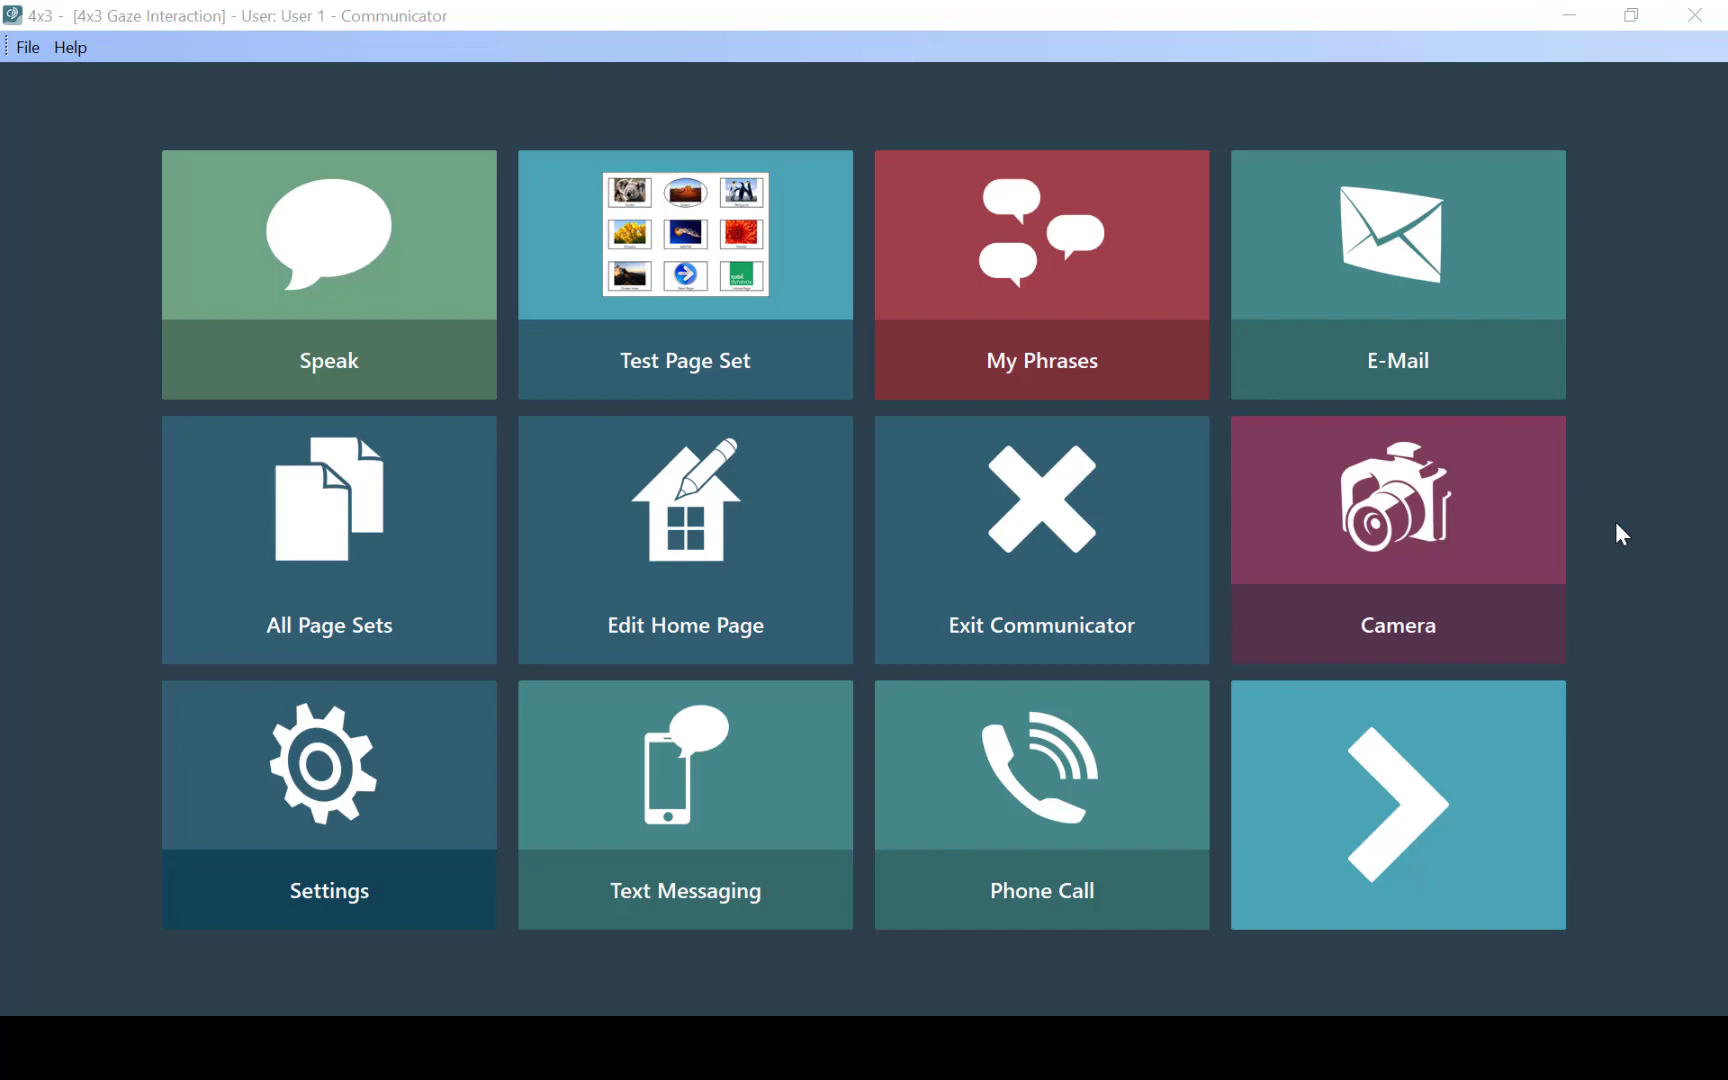 4x3 - [4x3 Gaze Interaction] - User: User 1 - Communicator
File Help
Speak
Test Page Set
My Phrases
E-Mail
All Page Sets
Edit Home Page
Exit Communicator
Camera
Settings
Text Messaging
Phone Call